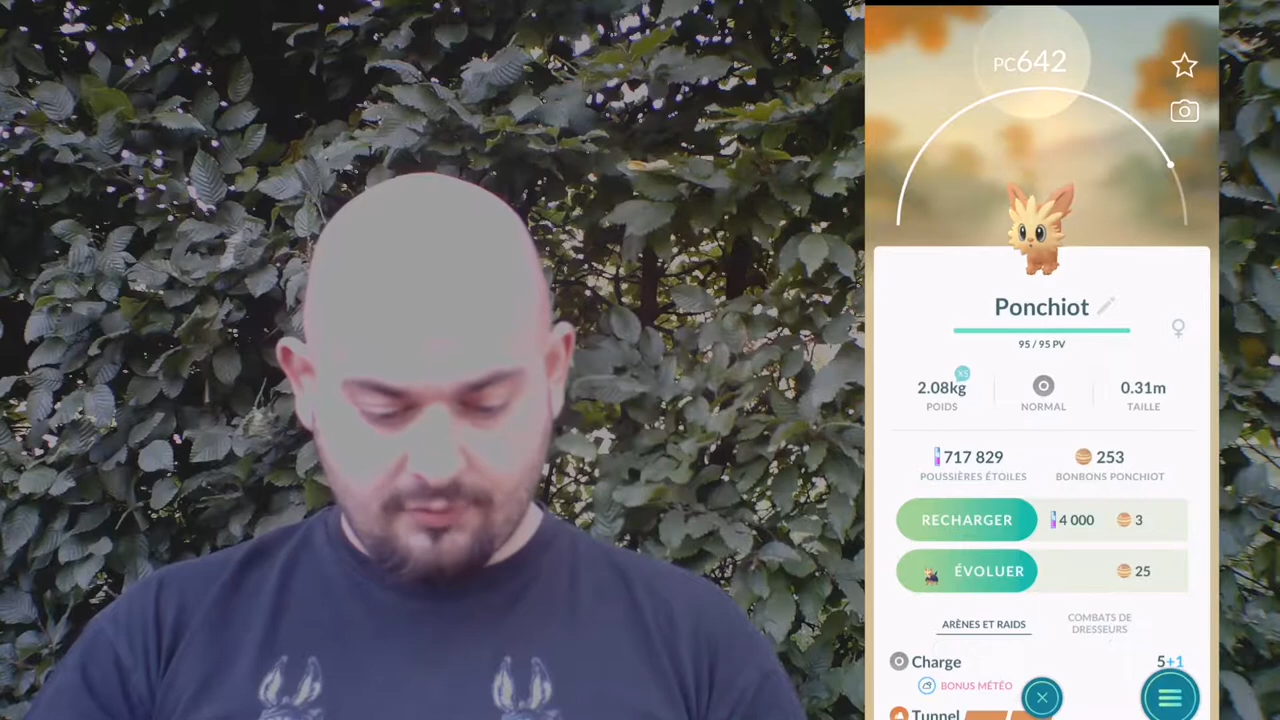 PC642
Ponchiot
95 / 95 PV
XS
2.08kg
POIDS
NORMAL
0.31m
TAILLE
717 829
POUSSIÈRES ÉTOILES
253
BONBONS PONCHIOT
RECHARGER 4 000 3
ÉVOLUER 25
ARÈNES ET RAIDS
COMBATS DE
DRESSEURS
Charge 5+1
BONUS MÉTÉO
Tunnel